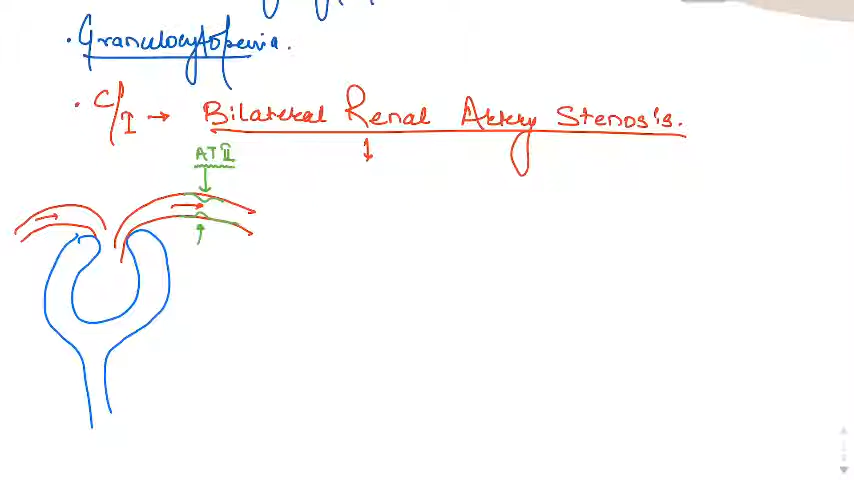 . Granulocytopenia.
. C/I → Bilateral Renal Artery Stenosis.
AT II